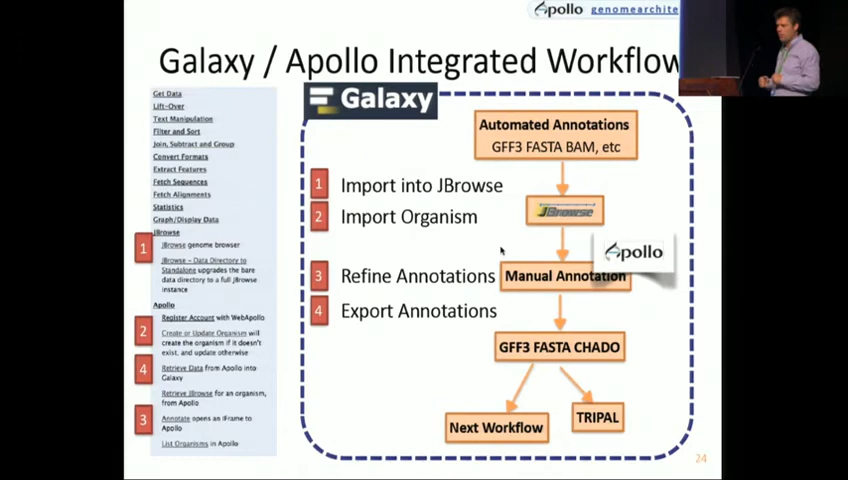 Apollo genomearchite
Galaxy / Apollo Integrated Workflow
Get Data
Lift-Over
Text Manipulation
Filter and Sort
Join, Subtract and Group
Convert Formats
Extract Features
Fetch Sequences
Fetch Alignments
Statistics
Graph/Display Data
JBrowse
1
JBrowse genome browser
JBrowse – Data Directory to
Standalone upgrades the bare
data directory to a full JBrowse
instance
Apollo
Register Account with WebApollo
2
Create or Update Organism will
create the organism if it doesn't
exist, and update otherwise
4
Retrieve Data from Apollo into
Galaxy
Retrieve JBrowse for an organism,
from Apollo
3
Annotate opens an IFrame to
Apollo
List Organisms in Apollo
Galaxy
1 Import into JBrowse
2 Import Organism
3 Refine Annotations
4 Export Annotations
Automated Annotations
GFF3 FASTA BAM, etc
JBrowse
Apollo
Manual Annotation
GFF3 FASTA CHADO
Next Workflow
TRIPAL
24